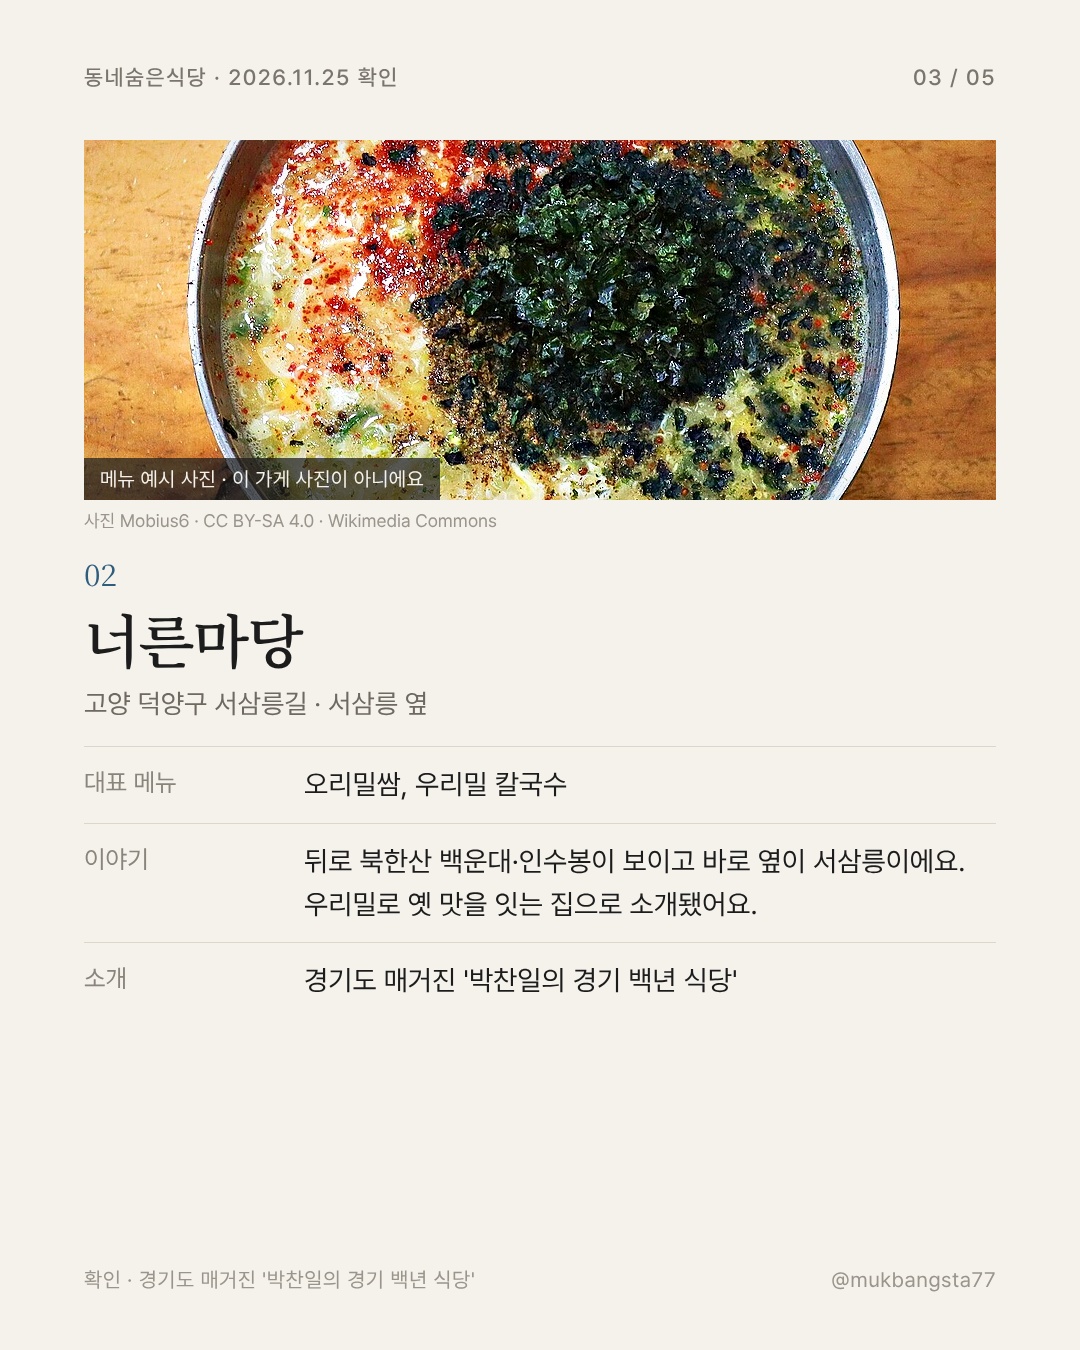 동네숨은식당 · 2026.11.25 확인
03 / 05
메뉴 예시 사진 · 이 가게 사진이 아니에요
사진 Mobius6 · CC BY-SA 4.0 · Wikimedia Commons
02
너른마당
고양 덕양구 서삼릉길 · 서삼릉 옆
대표 메뉴
오리밀쌈, 우리밀 칼국수
이야기
뒤로 북한산 백운대·인수봉이 보이고 바로 옆이 서삼릉이에요.
우리밀로 옛 맛을 잇는 집으로 소개됐어요.
소개
경기도 매거진 '박찬일의 경기 백년 식당'
확인 · 경기도 매거진 '박찬일의 경기 백년 식당'
@mukbangsta77